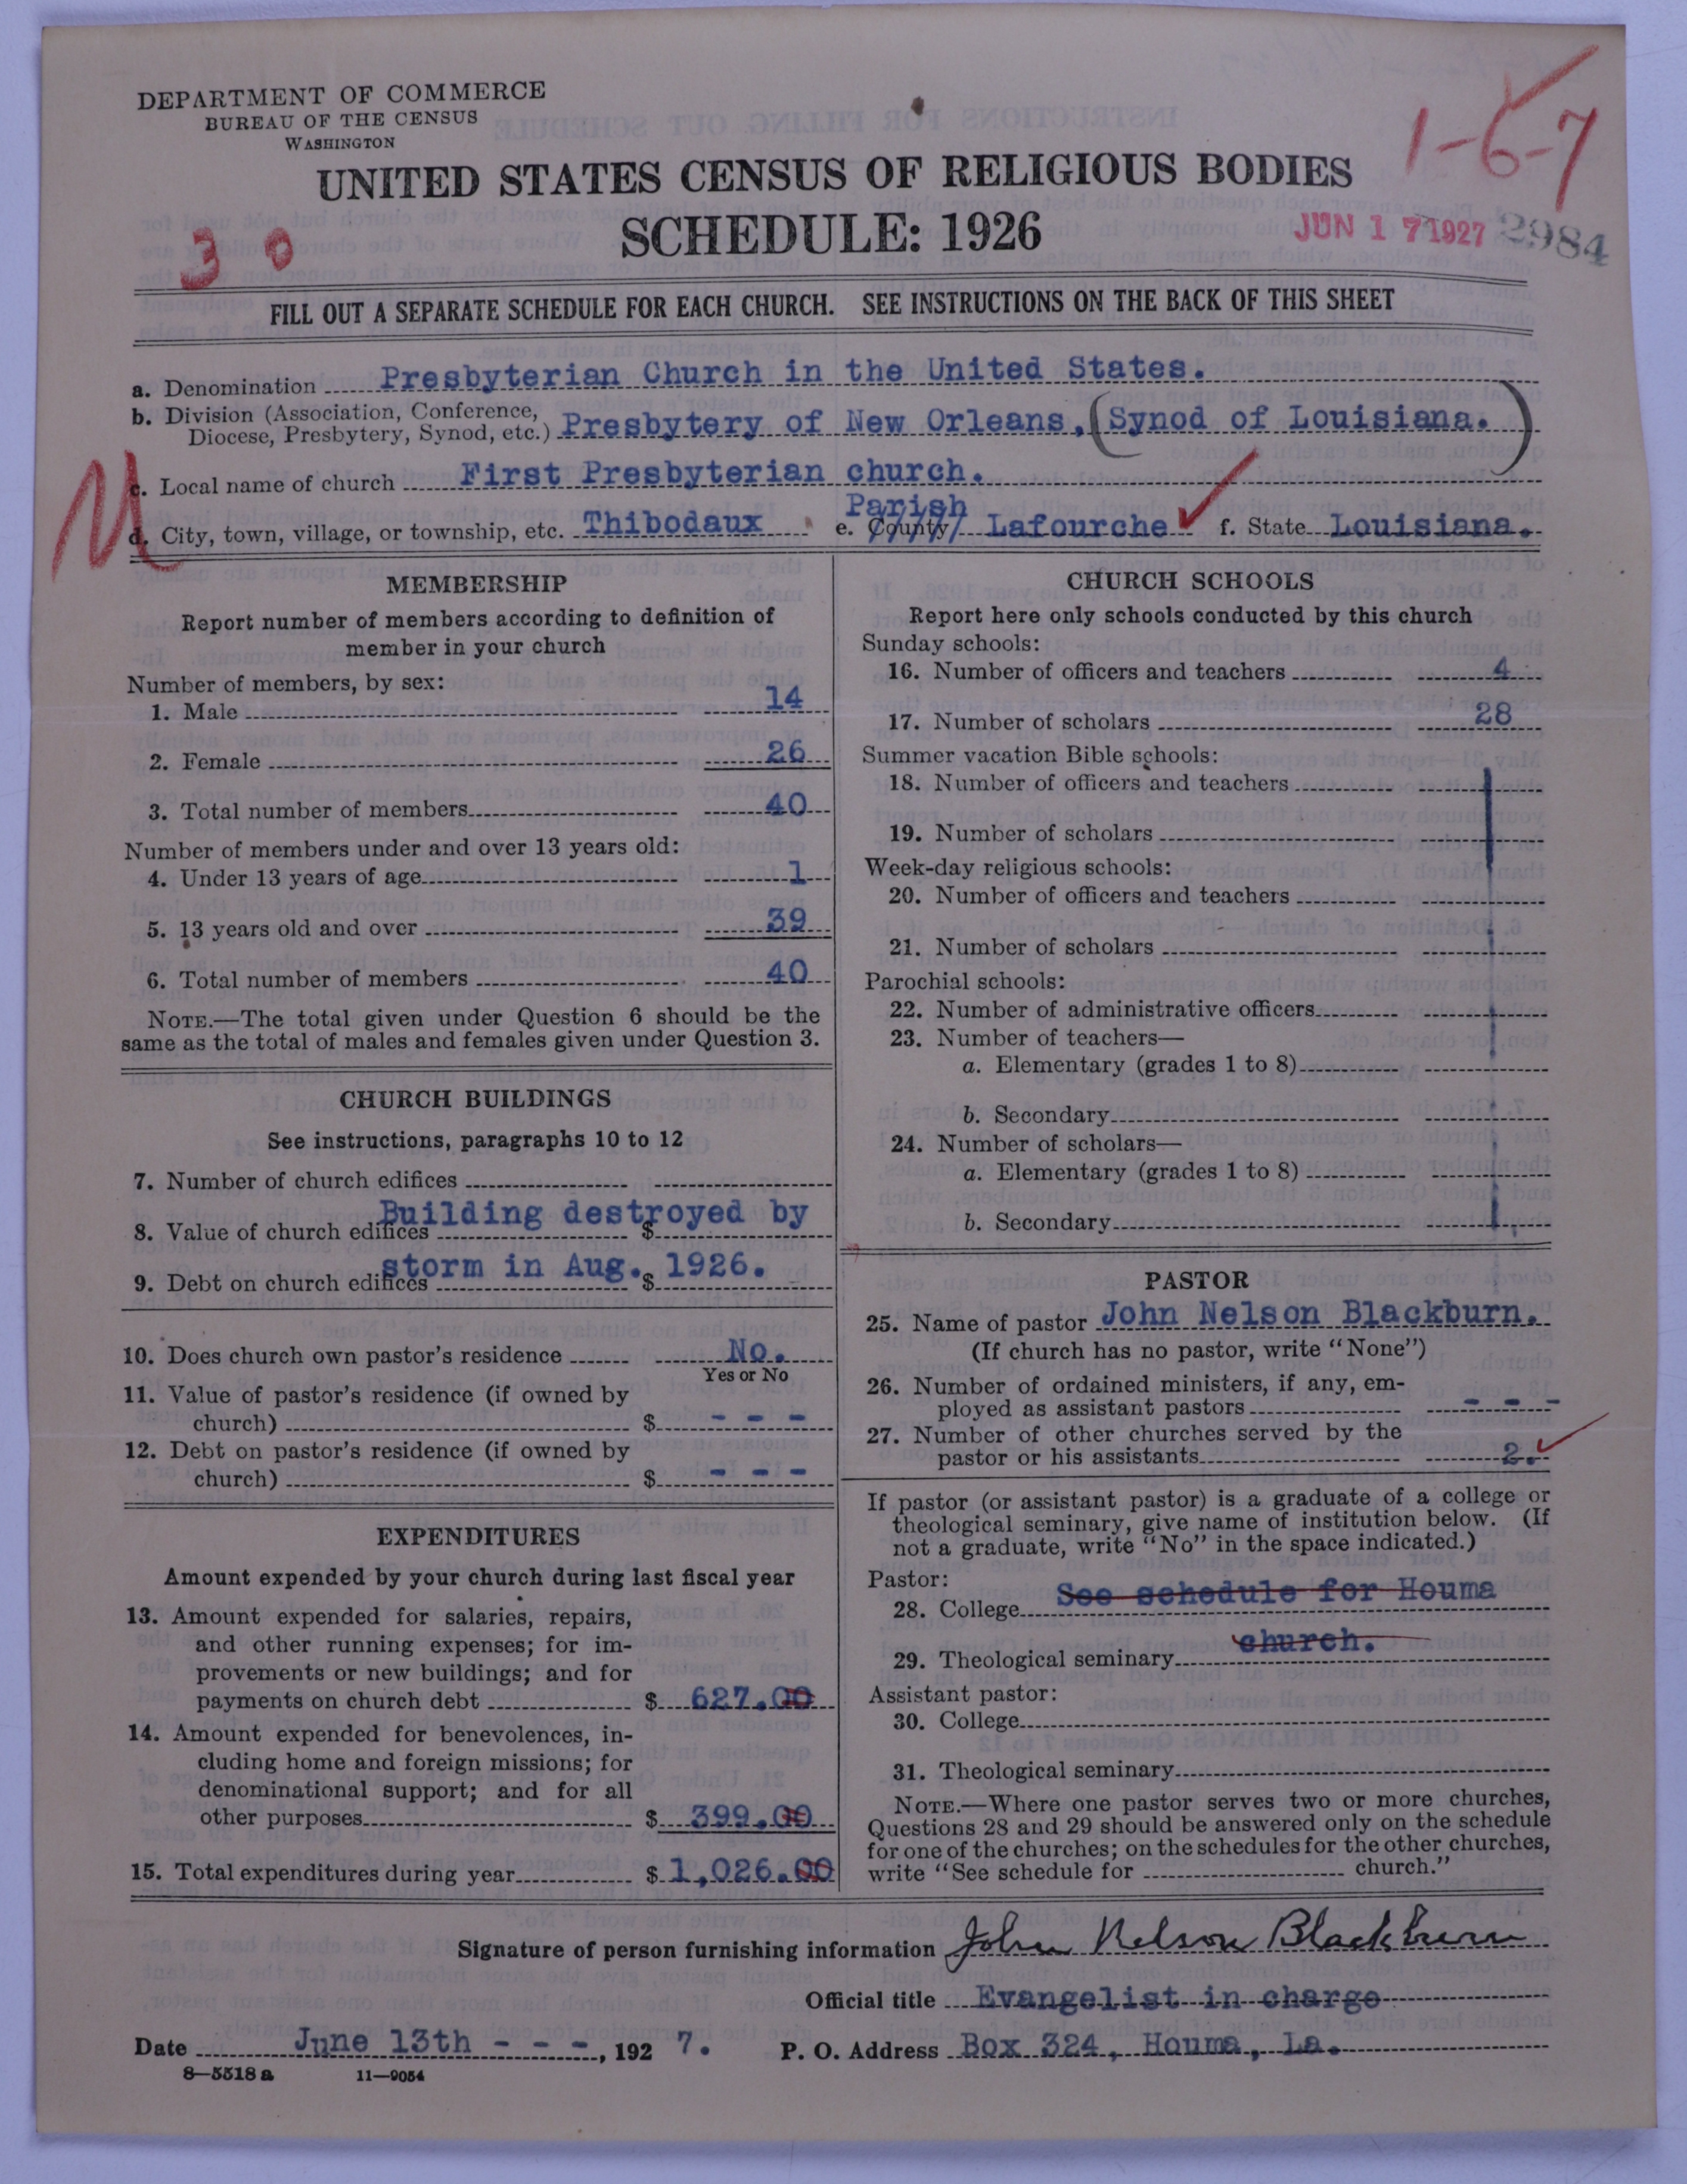 DEPARTMENT OF COMMERCE
BUREAU OF THE CENSUS
WASHINGTON
1-6-7
UNITED STATES CENSUS OF RELIGIOUS BODIES
SCHEDULE: 1926
JUN 17 1927 2984
3 0
FILL OUT A SEPARATE SCHEDULE FOR EACH CHURCH. SEE INSTRUCTIONS ON THE BACK OF THIS SHEET
a. Denomination Presbyterian Church in the United States.
b. Division (Association, Conference, Diocese, Presbytery, Synod, etc.) Presbytery of New Orleans, (Synod of Louisiana.)
M
c. Local name of church First Presbyterian church.
Parish
d. City, town, village, or township, etc. Thibodaux e. County Lafourche f. State Louisiana.
MEMBERSHIP
Report number of members according to definition of
member in your church
Number of members, by sex:
1. Male 14
2. Female 26
3. Total number of members 40
Number of members under and over 13 years old:
4. Under 13 years of age 1
5. 13 years old and over 39
6. Total number of members 40
NOTE.—The total given under Question 6 should be the
same as the total of males and females given under Question 3.
CHURCH BUILDINGS
See instructions, paragraphs 10 to 12
7. Number of church edifices
Building destroyed by
8. Value of church edifices $
storm in Aug. 1926.
9. Debt on church edifices $
10. Does church own pastor's residence No.
Yes or No
11. Value of pastor's residence (if owned by
church) $ - - -
12. Debt on pastor's residence (if owned by
church) $ - - -
EXPENDITURES
Amount expended by your church during last fiscal year
13. Amount expended for salaries, repairs,
and other running expenses; for im-
provements or new buildings; and for
payments on church debt $ 627.00
14. Amount expended for benevolences, in-
cluding home and foreign missions; for
denominational support; and for all
other purposes $ 399.00
15. Total expenditures during year $ 1,026.00
CHURCH SCHOOLS
Report here only schools conducted by this church
Sunday schools:
16. Number of officers and teachers 4
17. Number of scholars 28
Summer vacation Bible schools:
18. Number of officers and teachers
19. Number of scholars
Week-day religious schools:
20. Number of officers and teachers
21. Number of scholars
Parochial schools:
22. Number of administrative officers
23. Number of teachers—
a. Elementary (grades 1 to 8)
b. Secondary
24. Number of scholars—
a. Elementary (grades 1 to 8)
b. Secondary
PASTOR
25. Name of pastor John Nelson Blackburn.
(If church has no pastor, write "None")
26. Number of ordained ministers, if any, em-
ployed as assistant pastors - - -
27. Number of other churches served by the
pastor or his assistants 2.
If pastor (or assistant pastor) is a graduate of a college or
theological seminary, give name of institution below. (If
not a graduate, write "No" in the space indicated.)
Pastor:
28. College See schedule for Houma
church.
29. Theological seminary
Assistant pastor:
30. College
31. Theological seminary
NOTE.—Where one pastor serves two or more churches,
Questions 28 and 29 should be answered only on the schedule
for one of the churches; on the schedules for the other churches,
write "See schedule for church."
Signature of person furnishing information John Nelson Blackburn
Official title Evangelist in charge
Date June 13th - - -, 192 7. P. O. Address Box 324, Houma, La.
8—5518 a 11—9054